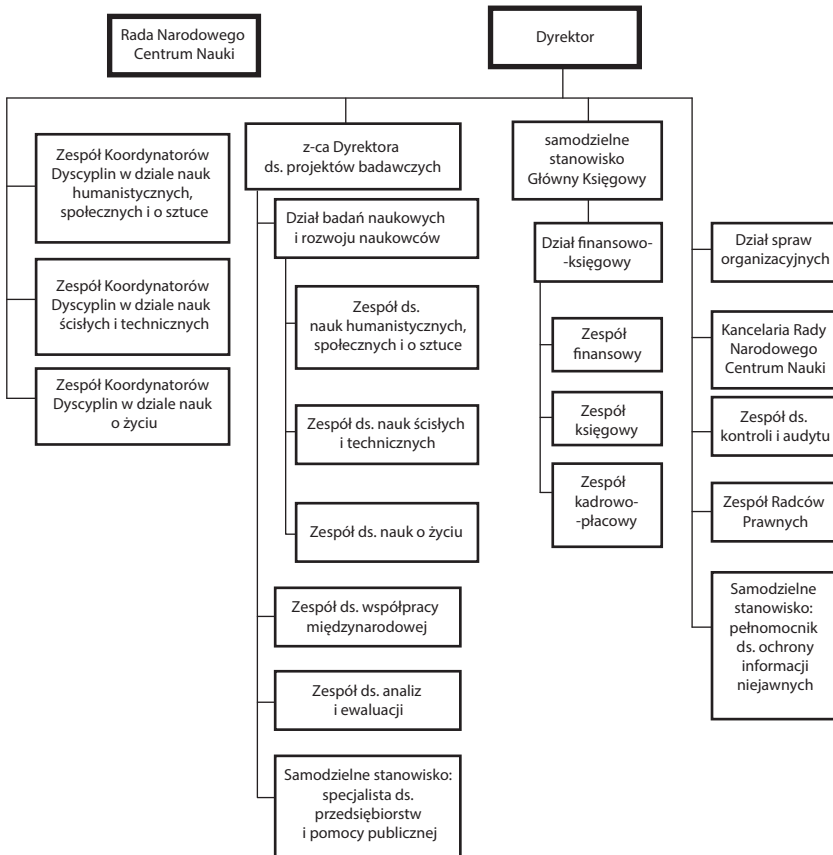 Rada Narodowego
Centrum Nauki
Dyrektor
Zespół Koordynatorów
Dyscyplin w dziale nauk
humanistycznych,
społecznych i o sztuce
Zespół Koordynatorów
Dyscyplin w dziale nauk
ścisłych i technicznych
Zespół Koordynatorów
Dyscyplin w dziale nauk
o życiu
z-ca Dyrektora
ds. projektów badawczych
Dział badań naukowych
i rozwoju naukowców
Zespół ds.
nauk humanistycznych,
społecznych i o sztuce
Zespół ds. nauk ścisłych
i technicznych
Zespół ds. nauk o życiu
Zespół ds. współpracy
międzynarodowej
Zespół ds. analiz
i ewaluacji
Samodzielne stanowisko:
specjalista ds.
przedsiębiorstw
i pomocy publicznej
samodzielne
stanowisko
Główny Księgowy
Dział finansowo-
-księgowy
Zespół
finansowy
Zespół
księgowy
Zespół
kadrowo-
-płacowy
Dział spraw
organizacyjnych
Kancelaria Rady
Narodowego
Centrum Nauki
Zespół ds.
kontroli i audytu
Zespół Radców
Prawnych
Samodzielne
stanowisko:
pełnomocnik
ds. ochrony
informacji
niejawnych